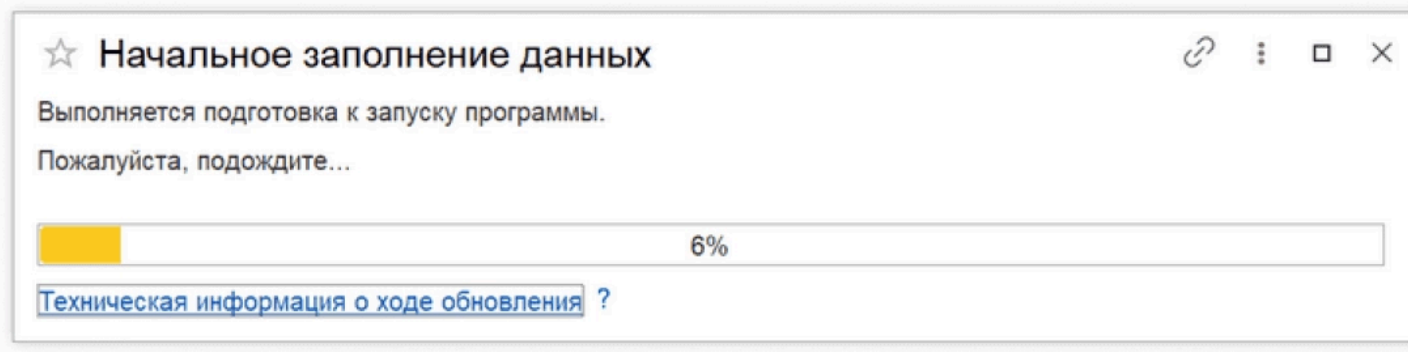 Начальное заполнение данных
Выполняется подготовка к запуску программы.
Пожалуйста, подождите...
6%
Техническая информация о ходе обновления ?